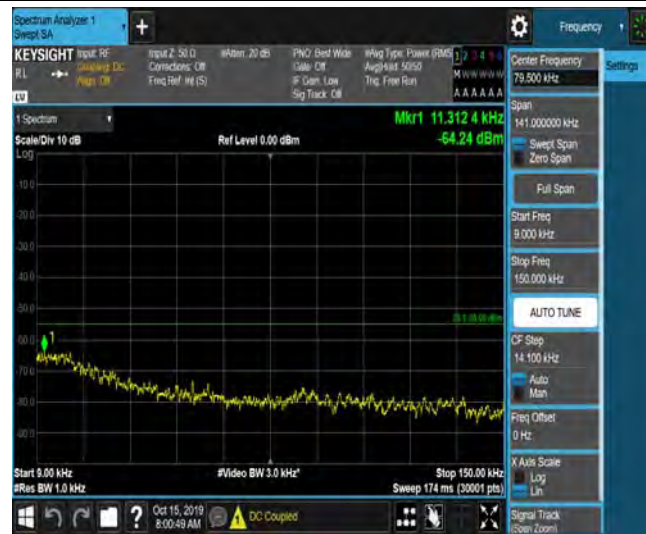 Spectrum Analyzer 1
Swept SA
+
Frequency
KEYSIGHT Input: RF
RL
Coupling: DC
Align: Off
Input Z: 50 Ω
Corrections: Off
Freq Ref: Int (S)
#Atten: 20 dB
PNO: Best Wide
Gate: Off
IF Gain: Low
Sig Track: Off
#Avg Type: Power (RMS)
Avg|Hold: 50/50
Trig: Free Run
1 2 3 4 5 6
M W W W W W
A A A A A A
LV
1 Spectrum
Scale/Div 10 dB
Ref Level 0.00 dBm
Mkr1 11.312 4 kHz
-64.24 dBm
Log
-10.0
-20.0
-30.0
-40.0
-50.0
-60.0
-70.0
-80.0
-90.0
1
Start 9.00 kHz
#Res BW 1.0 kHz
#Video BW 3.0 kHz*
Stop 150.00 kHz
Sweep 174 ms (30001 pts)
Oct 15, 2019
8:00:49 AM
DC Coupled
Settings
Center Frequency
79.500 kHz
Span
141.000000 kHz
Swept Span
Zero Span
Full Span
Start Freq
9.000 kHz
Stop Freq
150.000 kHz
AUTO TUNE
CF Step
14.100 kHz
Auto
Man
Freq Offset
0 Hz
X Axis Scale
Log
Lin
Signal Track
(Span Zoom)